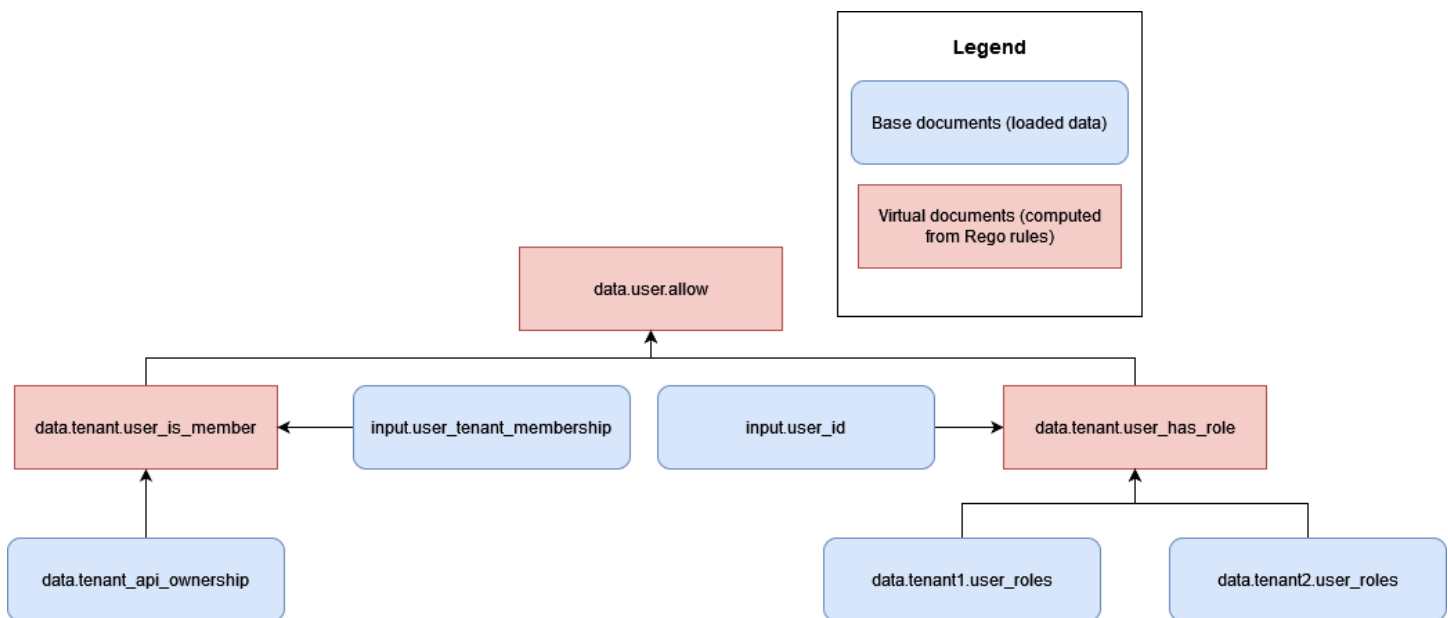 Legend
Base documents (loaded data)
Virtual documents (computed
from Rego rules)
data.user.allow
data.tenant.user_is_member
input.user_tenant_membership
input.user_id
data.tenant.user_has_role
data.tenant_api_ownership
data.tenant1.user_roles
data.tenant2.user_roles